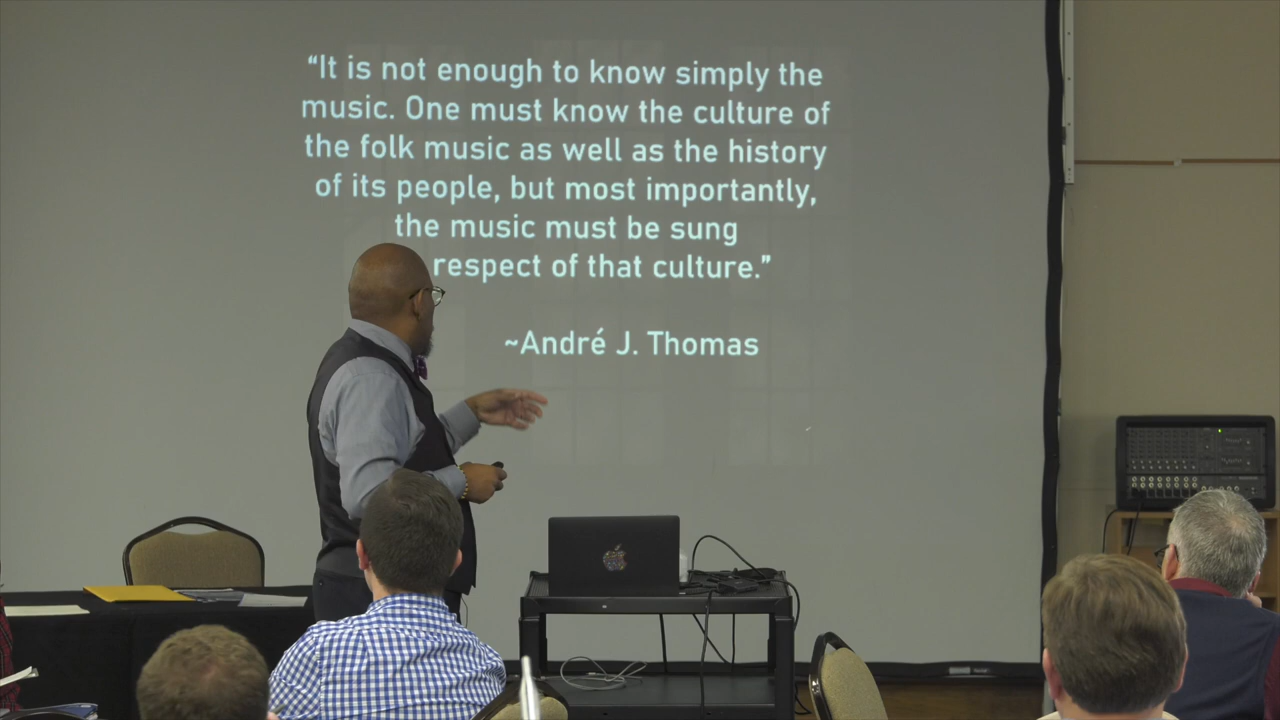 “It is not enough to know simply the
music. One must know the culture of
the folk music as well as the history
of its people, but most importantly,
the music must be sung
respect of that culture.”
~André J. Thomas